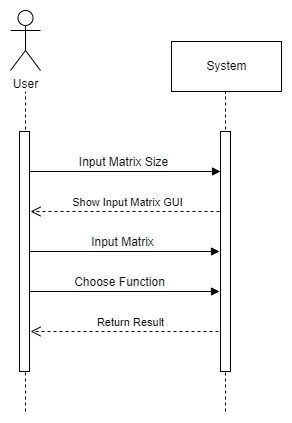 User
System
Input Matrix Size
Show Input Matrix GUI
Input Matrix
Choose Function
Return Result